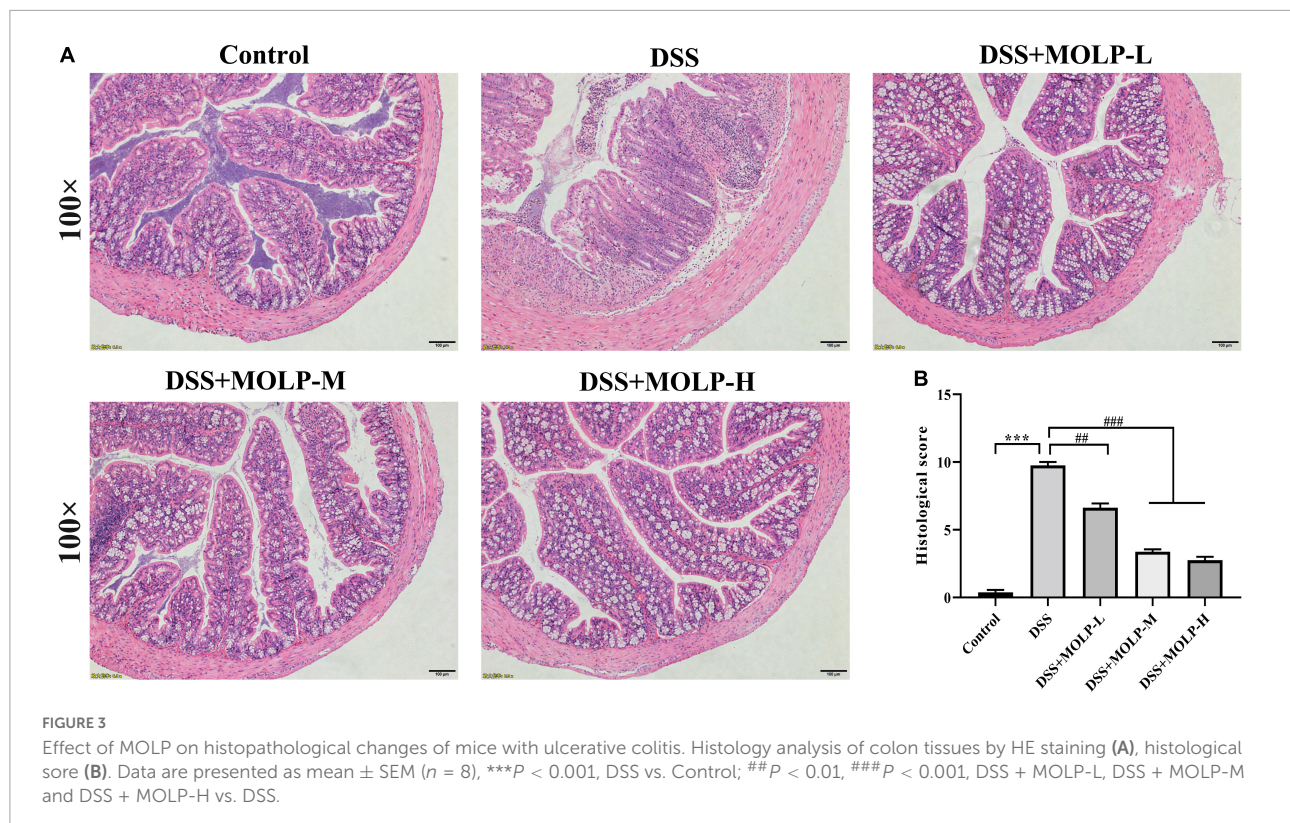 A
Control
DSS
DSS+MOLP-L
100×
100 μm
100 μm
100 μm
DSS+MOLP-M
DSS+MOLP-H
100×
100 μm
100 μm
B
Histological score
15
10
5
0
***
##
###
Control
DSS
DSS+MOLP-L
DSS+MOLP-M
DSS+MOLP-H
FIGURE 3
Effect of MOLP on histopathological changes of mice with ulcerative colitis. Histology analysis of colon tissues by HE staining (A), histological
sore (B). Data are presented as mean ± SEM (n = 8), ***P < 0.001, DSS vs. Control; ##P < 0.01, ###P < 0.001, DSS + MOLP-L, DSS + MOLP-M
and DSS + MOLP-H vs. DSS.